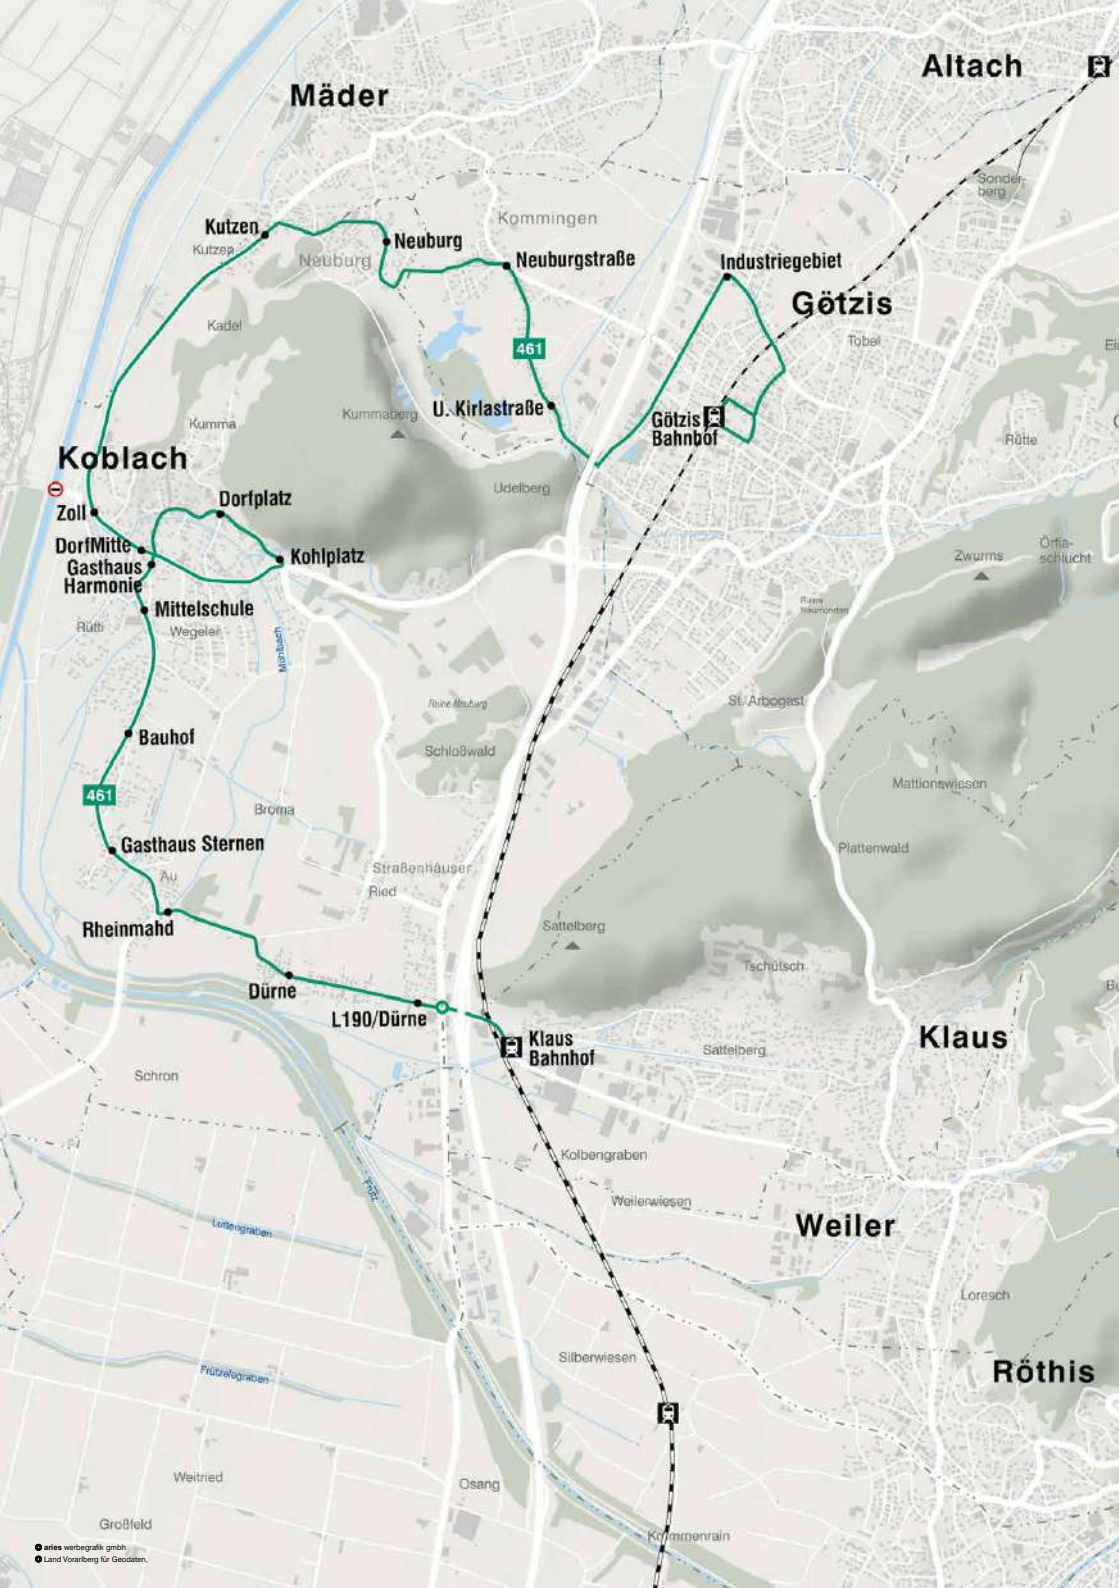 Altach
Mäder
Sonder-
berg
Kommingen
Kutzen
Kutzen
Neuburg
Neuburg
Neuburgstraße
Industriegebiet
Götzis
Tobel
Kadel
461
Kummaberg
U. Kirlastraße
Götzis
Bahnhof
Kumma
Rütte
Koblach
Udelberg
Dorfplatz
Zoll
DorfMitte
Kohlplatz
Gasthaus
Harmonie
Zwurms
Örfla-
schlucht
Mittelschule
Rütti
Wegeler
Mühlbach
Ruine Neuburg
St. Arbogast
Bauhof
Schloßwald
Mattionswiesen
461
Broma
Gasthaus Sternen
Plattenwald
Au
Straßenhäuser
Ried
Rheinmahd
Sattelberg
Tschütsch
Dürne
L190/Dürne
Klaus
Bahnhof
Klaus
Sattelberg
Schron
Kolbengraben
Frutz
Weilerwiesen
Luttengraben
Weiler
Loresch
Silberwiesen
Frutzelegraben
Röthis
Weitried
Osang
Großfeld
aries werbegrafik gmbh
Land Vorarlberg für Geodaten,